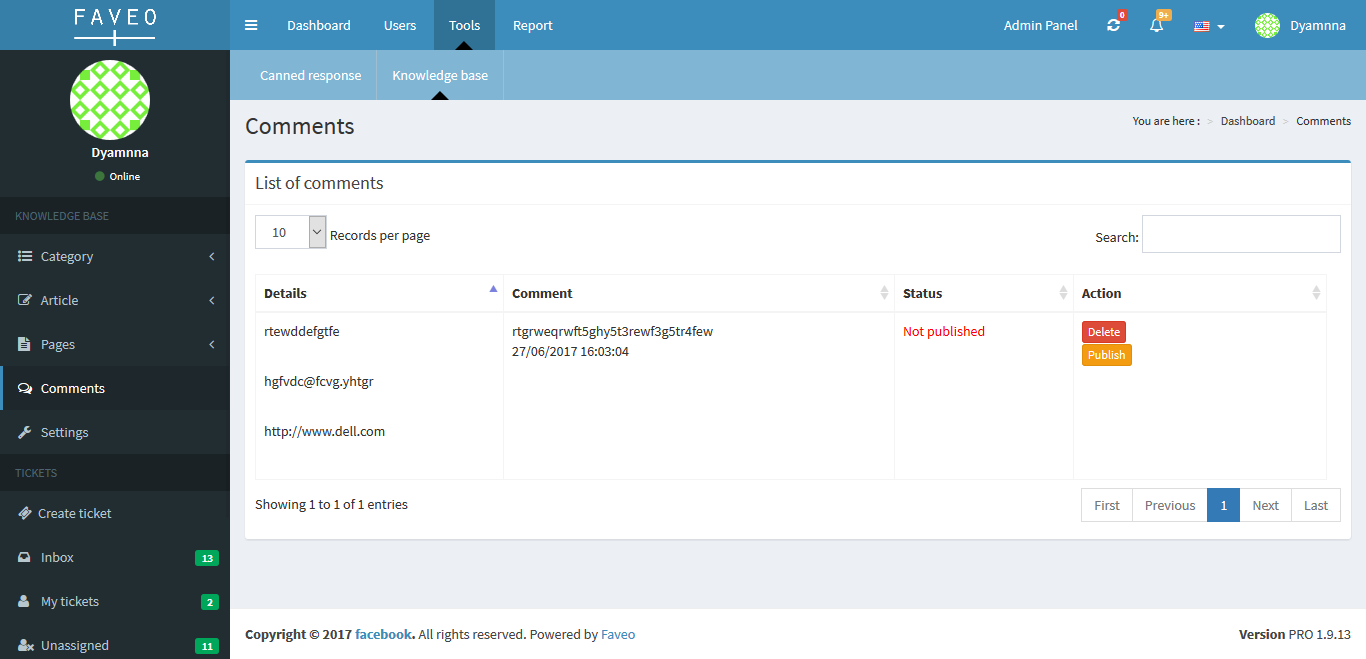 FAVEO
Dashboard Users Tools Report
Admin Panel 0 9+ Dyamnna
Canned response Knowledge base
Dyamnna
Online
KNOWLEDGE BASE
Category
Article
Pages
Comments
Settings
TICKETS
Create ticket
Inbox 13
My tickets 2
Unassigned 11
Comments
You are here : > Dashboard > Comments
List of comments
10 Records per page
Search:
Details Comment Status Action
rtewddefgtfe rtgrweqrwft5ghy5t3rewf3g5tr4few Not published Delete
27/06/2017 16:03:04 Publish
hgfvdc@fcvg.yhtgr
http://www.dell.com
Showing 1 to 1 of 1 entries
First Previous 1 Next Last
Copyright © 2017 facebook. All rights reserved. Powered by Faveo
Version PRO 1.9.13